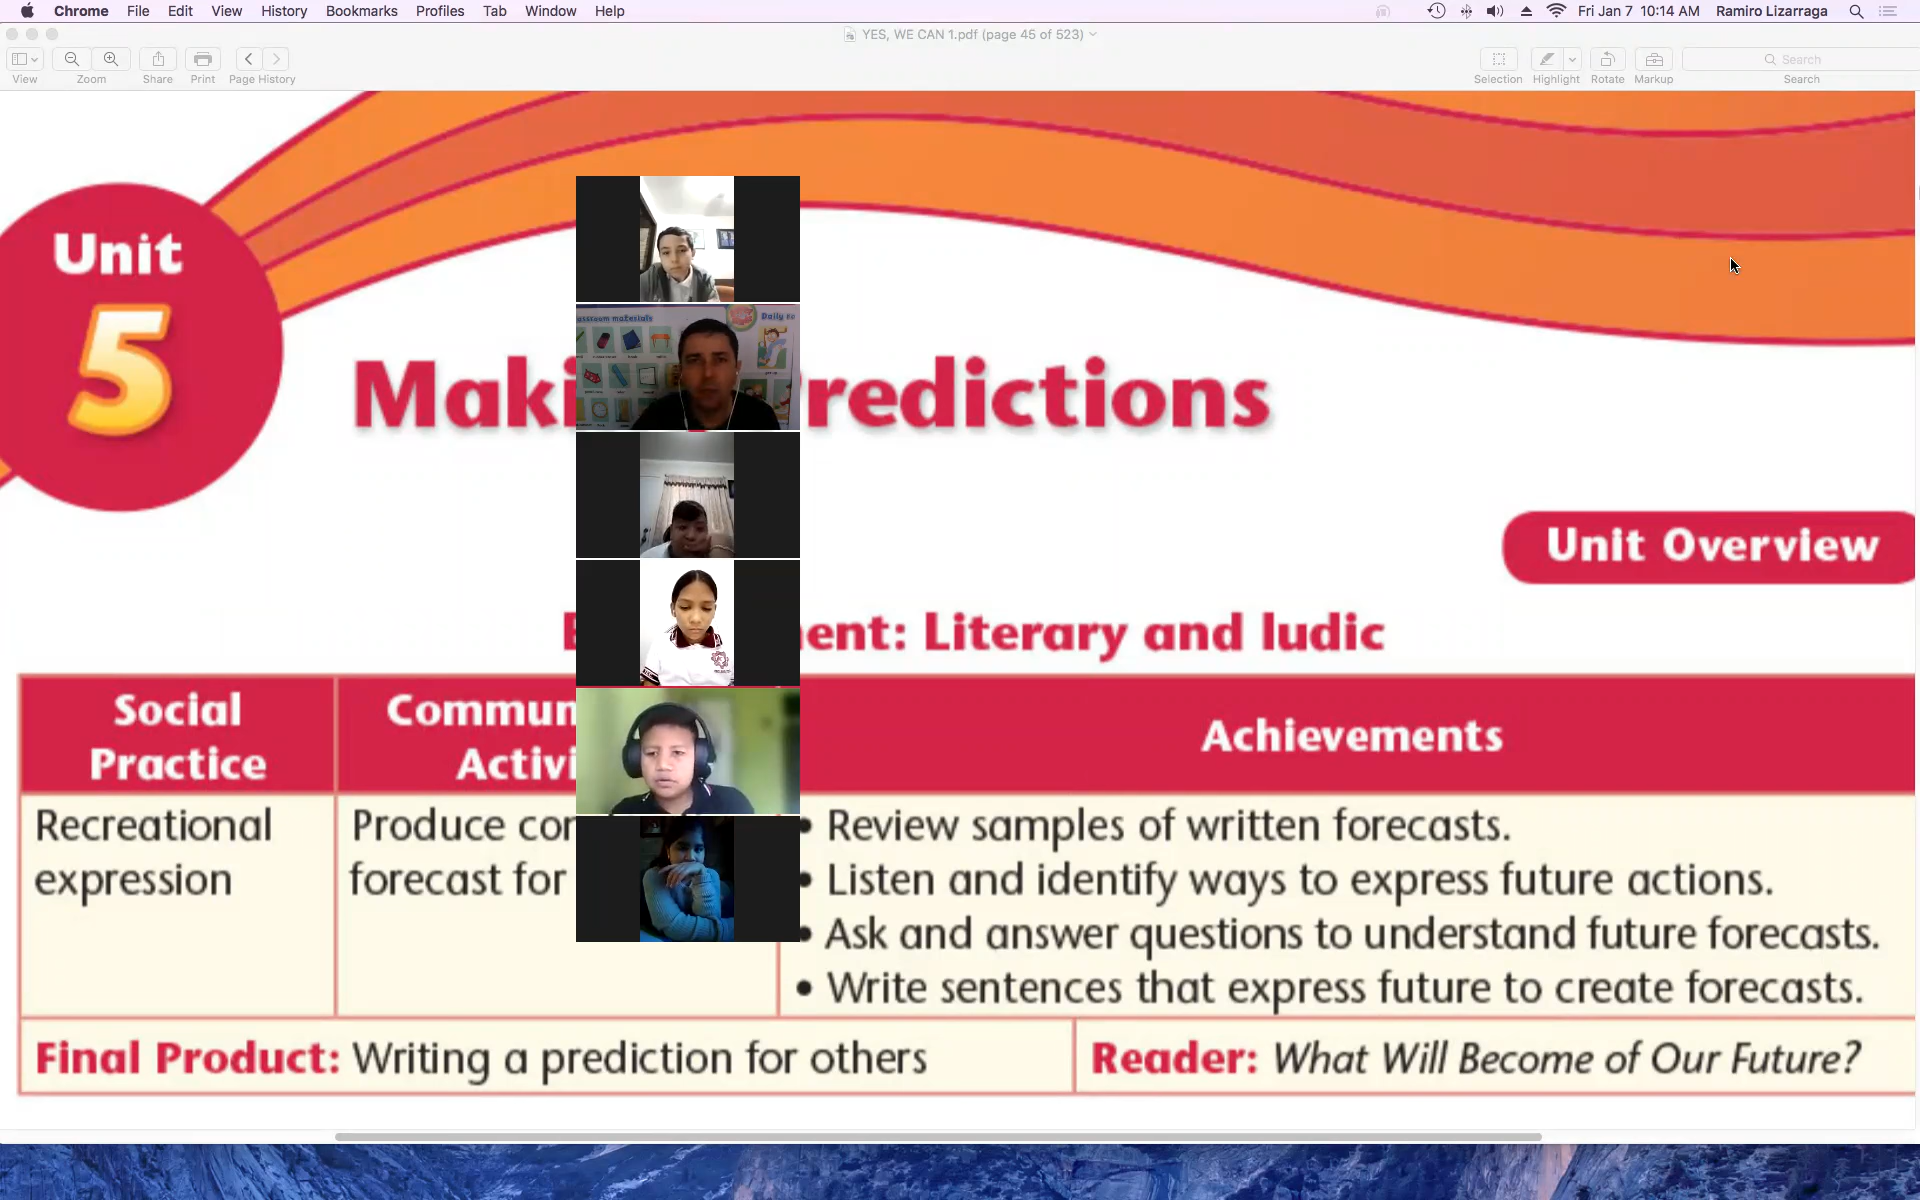 Chrome File Edit View History Bookmarks Profiles Tab Window Help Fri Jan 7 10:14 AM Ramiro Lizarraga
YES, WE CAN 1.pdf (page 45 of 523)
View Zoom Share Print Page History Selection Highlight Rotate Markup Search
Search
Unit
5
Maki redictions
Daily
Unit Overview
ent: Literary and ludic
Social
Practice
Commun
Activi
Achievements
Recreational
expression
Produce con
forecast for
• Review samples of written forecasts.
• Listen and identify ways to express future actions.
• Ask and answer questions to understand future forecasts.
• Write sentences that express future to create forecasts.
Final Product: Writing a prediction for others
Reader: What Will Become of Our Future?